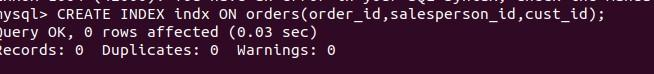 mysql> CREATE INDEX indx ON orders(order_id,salesperson_id,cust_id);
Query OK, 0 rows affected (0.03 sec)
Records: 0  Duplicates: 0  Warnings: 0